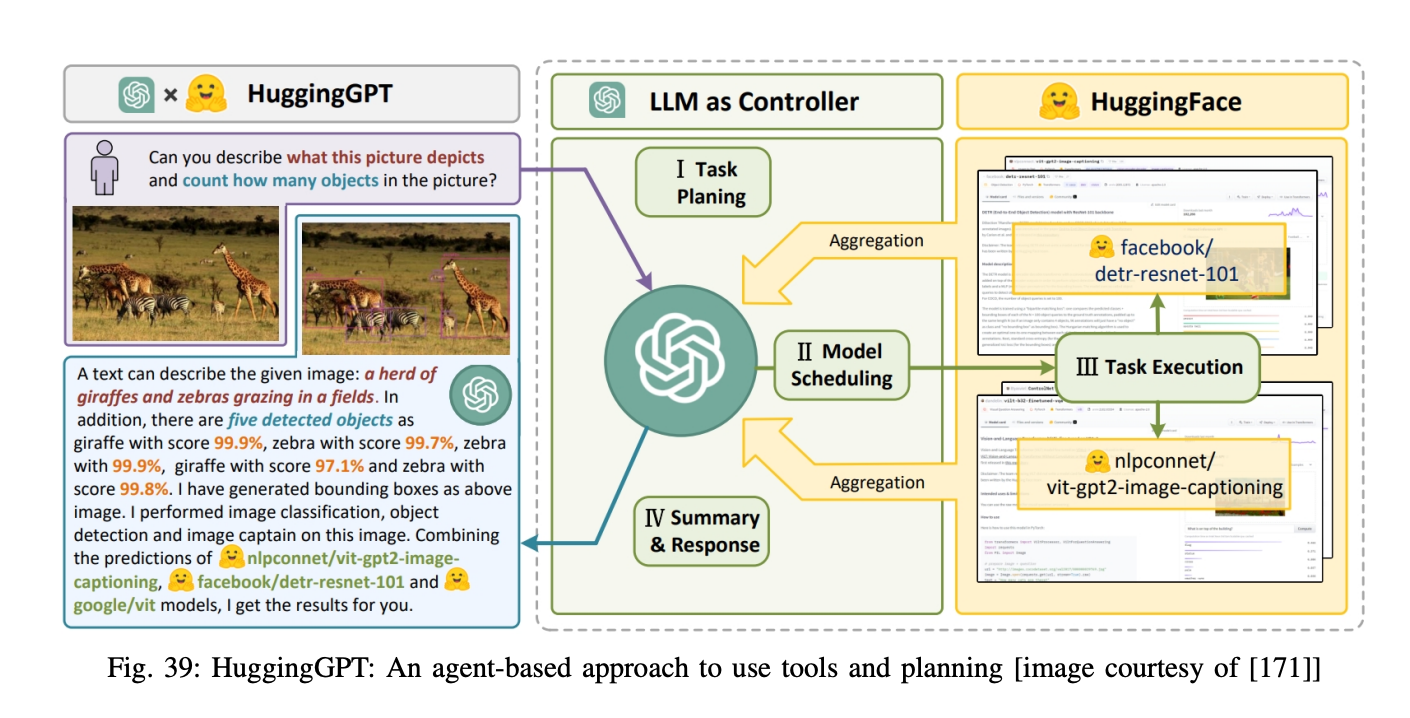 HuggingGPT
Can you describe what this picture depicts
and count how many objects in the picture?
A text can describe the given image: a herd of
giraffes and zebras grazing in a fields. In
addition, there are five detected objects as
giraffe with score 99.9%, zebra with score 99.7%, zebra
with 99.9%, giraffe with score 97.1% and zebra with
score 99.8%. I have generated bounding boxes as above
image. I performed image classification, object
detection and image captain on this image. Combining
the predictions of nlpconnet/vit-gpt2-image-
captioning, facebook/detr-resnet-101 and
google/vit models, I get the results for you.
LLM as Controller
I Task
Planing
II Model
Scheduling
IV Summary
& Response
Aggregation
Aggregation
HuggingFace
vit-gpt2-image-captioning
detr-resnet-101
facebook/
detr-resnet-101
III Task Execution
nlpconnet/
vit-gpt2-image-captioning
Fig. 39: HuggingGPT: An agent-based approach to use tools and planning [image courtesy of [171]]